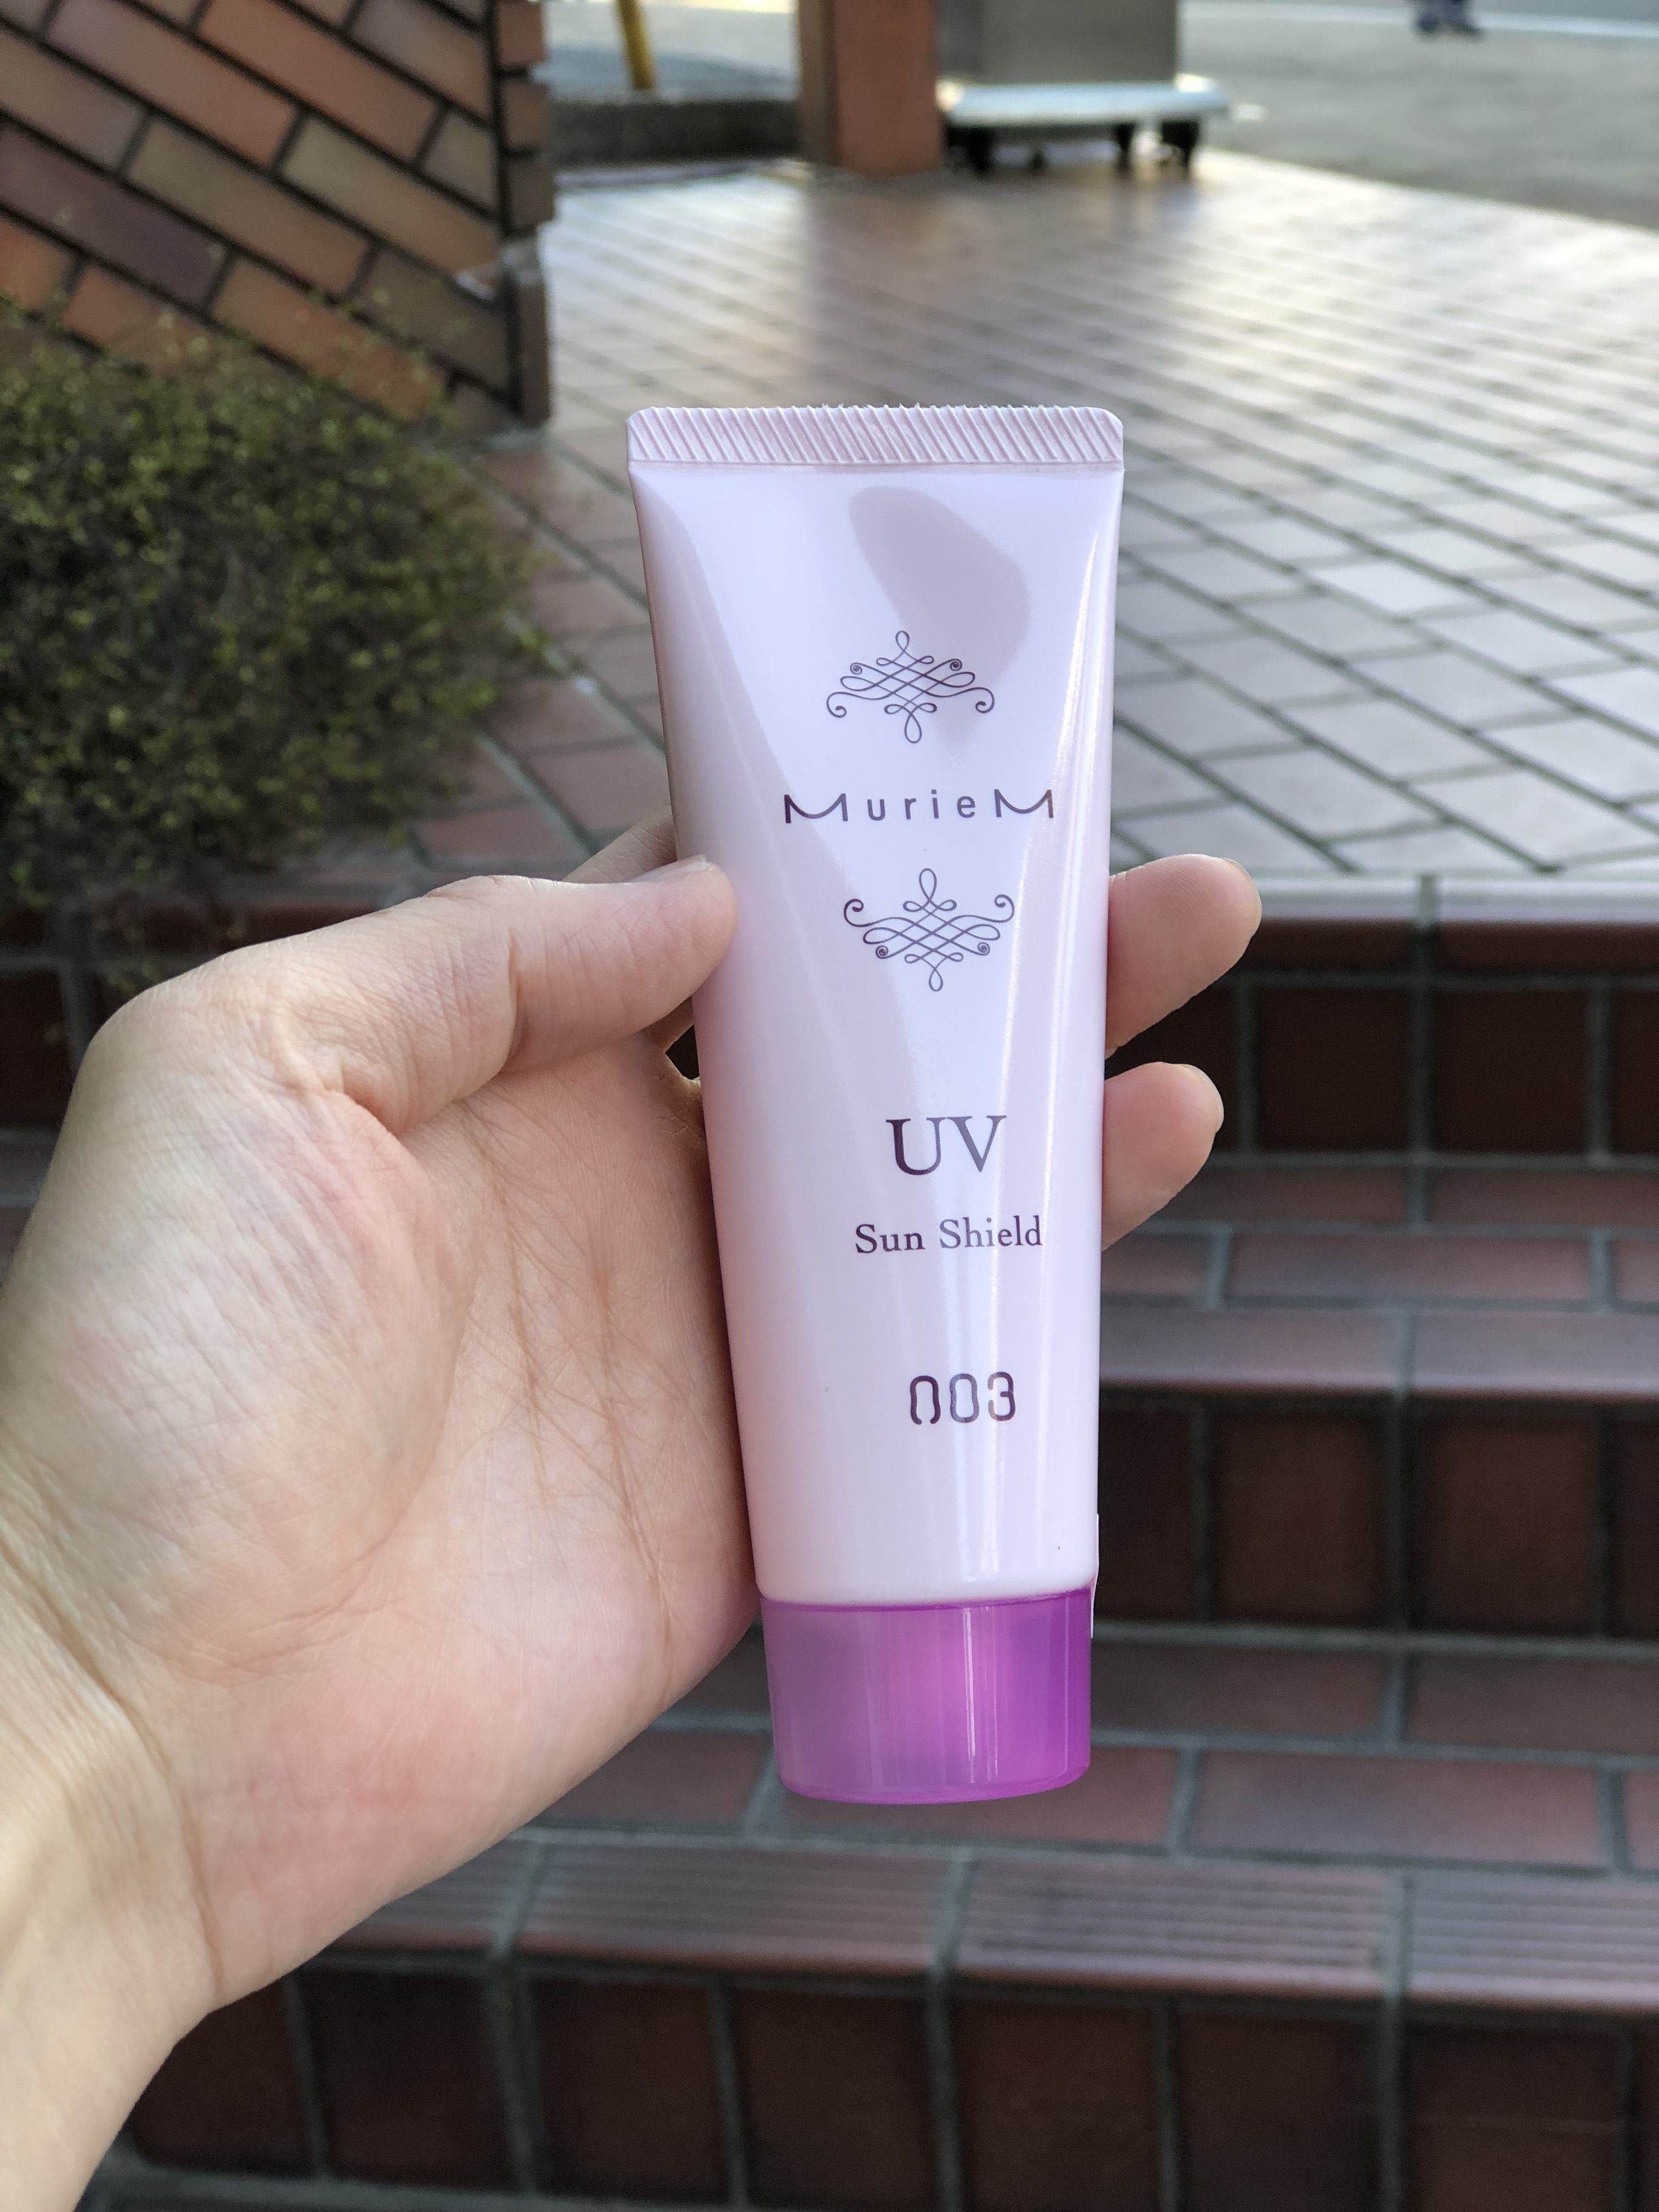 MurieM
UV
Sun Shield
003